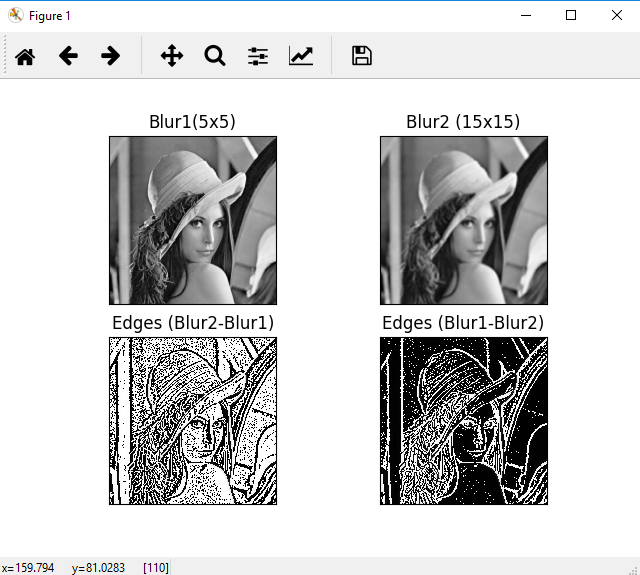 Figure 1
Blur1(5x5)
Blur2 (15x15)
Edges (Blur2-Blur1)
Edges (Blur1-Blur2)
x=159.794 y=81.0283 [110]